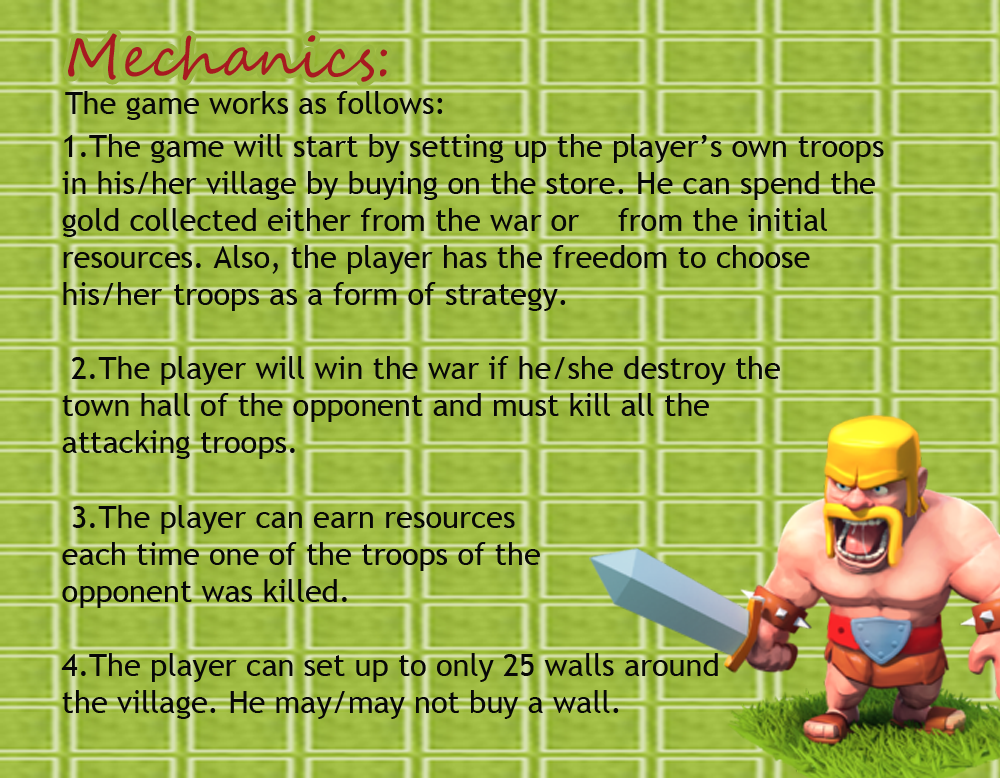 Mechanics:
The game works as follows:
1.The game will start by setting up the player’s own troops
in his/her village by buying on the store. He can spend the
gold collected either from the war or    from the initial
resources. Also, the player has the freedom to choose
his/her troops as a form of strategy.
2.The player will win the war if he/she destroy the
town hall of the opponent and must kill all the
attacking troops.
3.The player can earn resources
each time one of the troops of the
opponent was killed.
4.The player can set up to only 25 walls around
the village. He may/may not buy a wall.